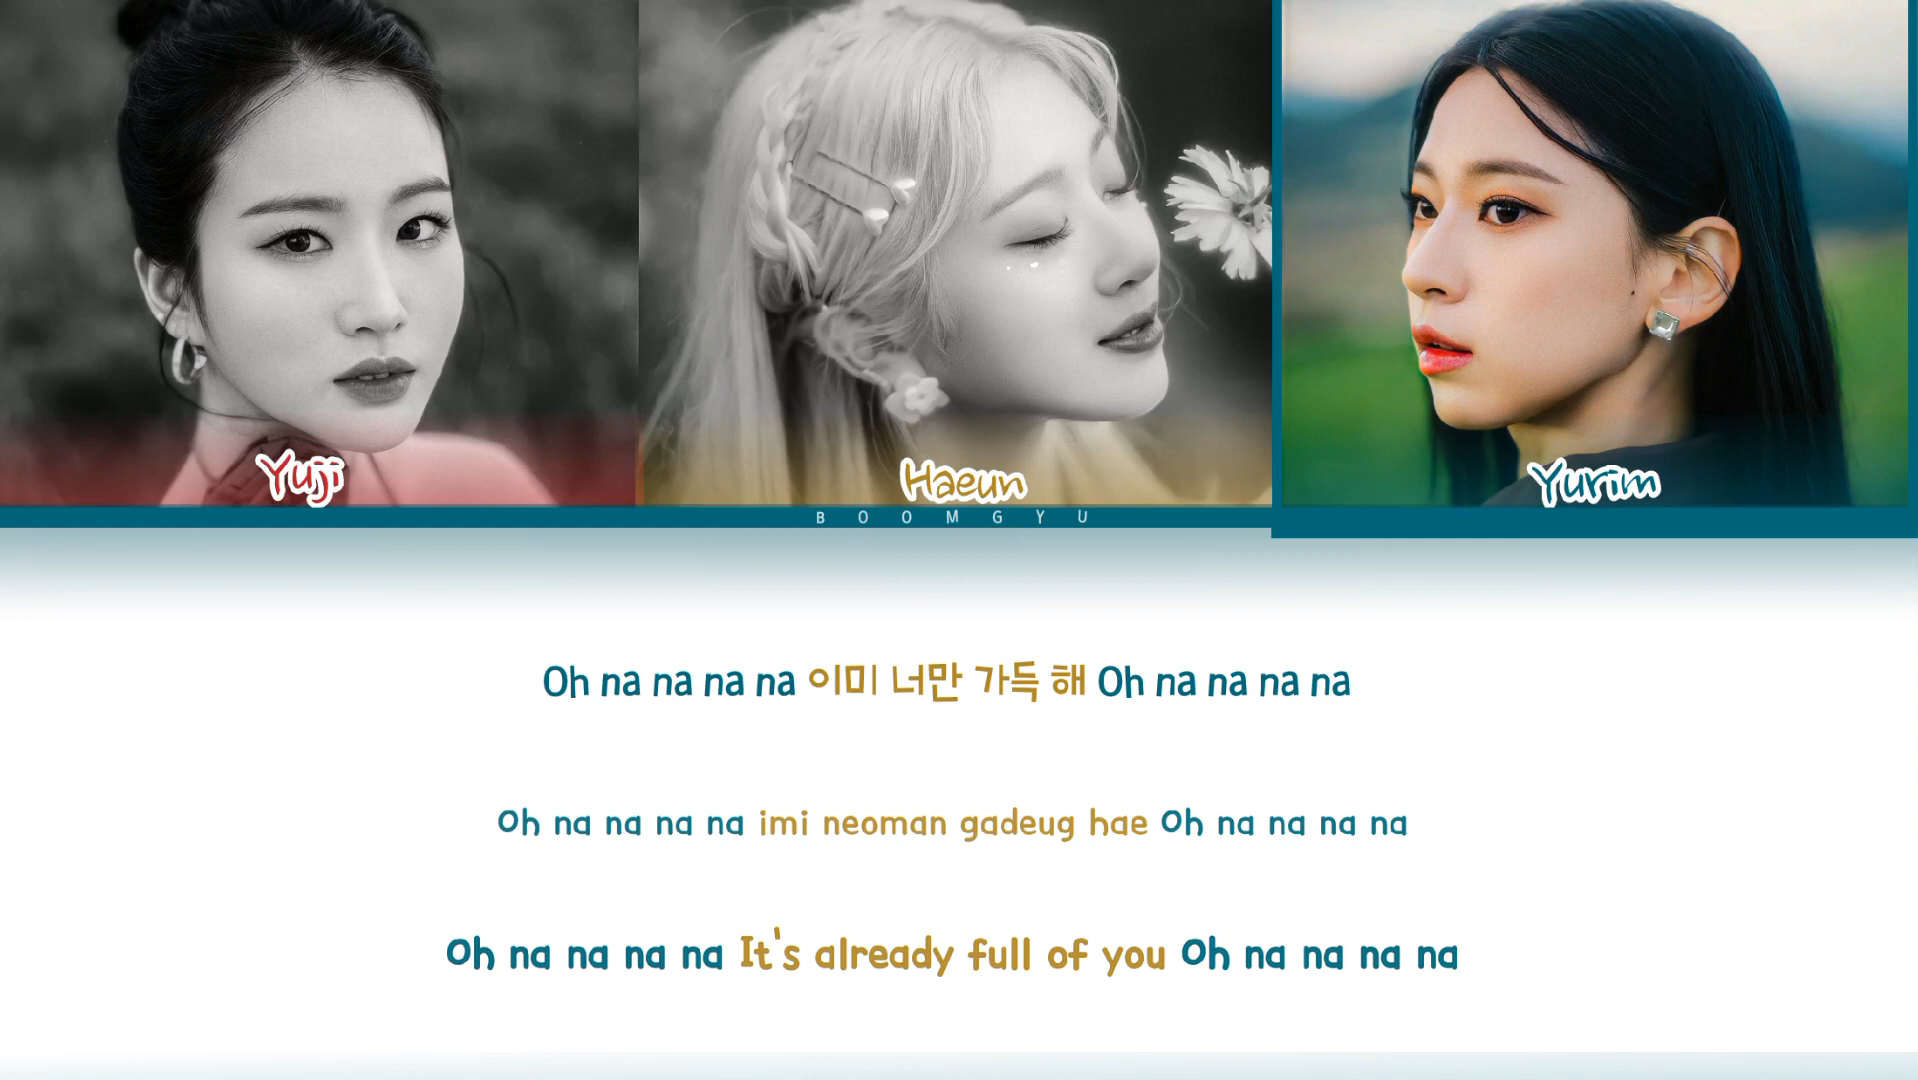 Yuji
Haeun
Yurim
BOOMGYU
Oh na na na na 이미 너만 가득 해 Oh na na na na
Oh na na na na imi neoman gadeug hae Oh na na na na
Oh na na na na It's already full of you Oh na na na na